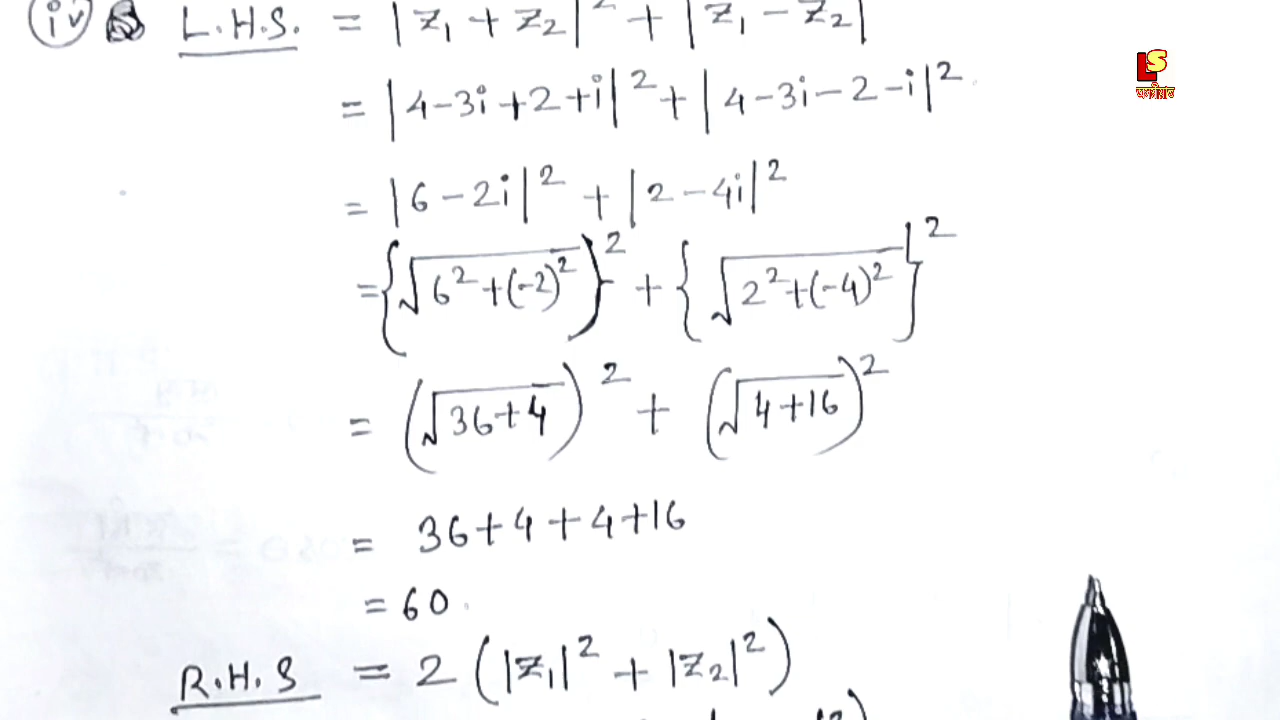 (iv) L.H.S. = |z₁ + z₂|² + |z₁ - z₂|
= |4-3i+2+i|² + |4-3i-2-i|²
LS
= |6-2i|² + |2-4i|²
= {√(6²+(-2)²)}² + {√(2²+(-4)²)}²
= (√(36+4))² + (√(4+16))²
= 36+4+4+16
= 60
R.H.S = 2(|z₁|² + |z₂|²)